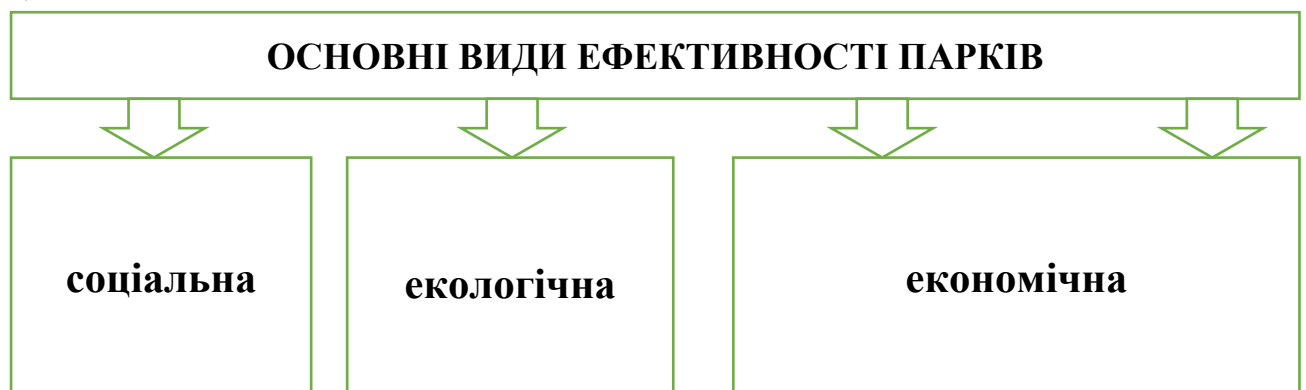 ОСНОВНІ ВИДИ ЕФЕКТИВНОСТІ ПАРКІВ
соціальна
екологічна
економічна